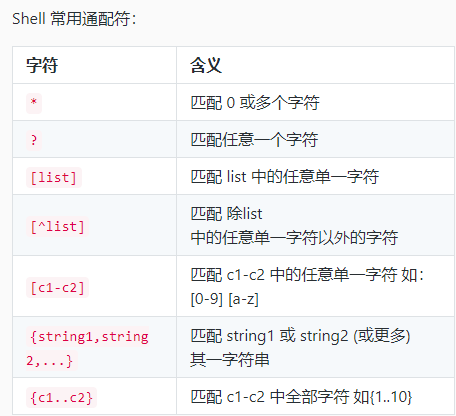 Shell 常用通配符：
字符 含义
* 匹配 0 或多个字符
? 匹配任意一个字符
[list] 匹配 list 中的任意单一字符
[^list] 匹配 除list
中的任意单一字符以外的字符
[c1-c2] 匹配 c1-c2 中的任意单一字符 如：
[0-9] [a-z]
{string1,string 匹配 string1 或 string2 (或更多)
2,...} 其一字符串
{c1..c2} 匹配 c1-c2 中全部字符 如{1..10}